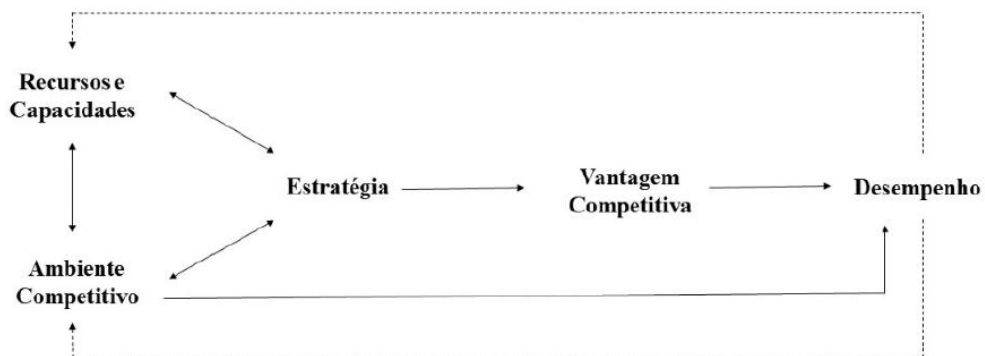 Recursos e
Capacidades
Estratégia
Vantagem
Competitiva
Desempenho
Ambiente
Competitivo